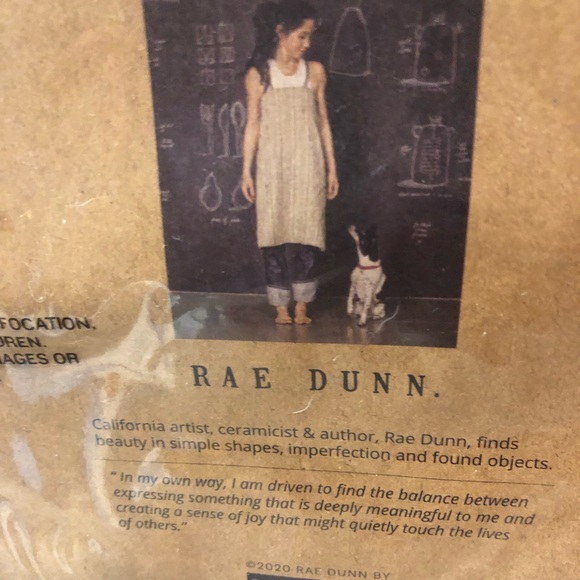 FOCATION.
DREN.
AGES OR
RAE DUNN.
California artist, ceramicist & author, Rae Dunn, finds
beauty in simple shapes, imperfection and found objects.
“In my own way, I am driven to find the balance between
expressing something that is deeply meaningful to me and
creating a sense of joy that might quietly touch the lives
of others.”
©2020 RAE DUNN BY